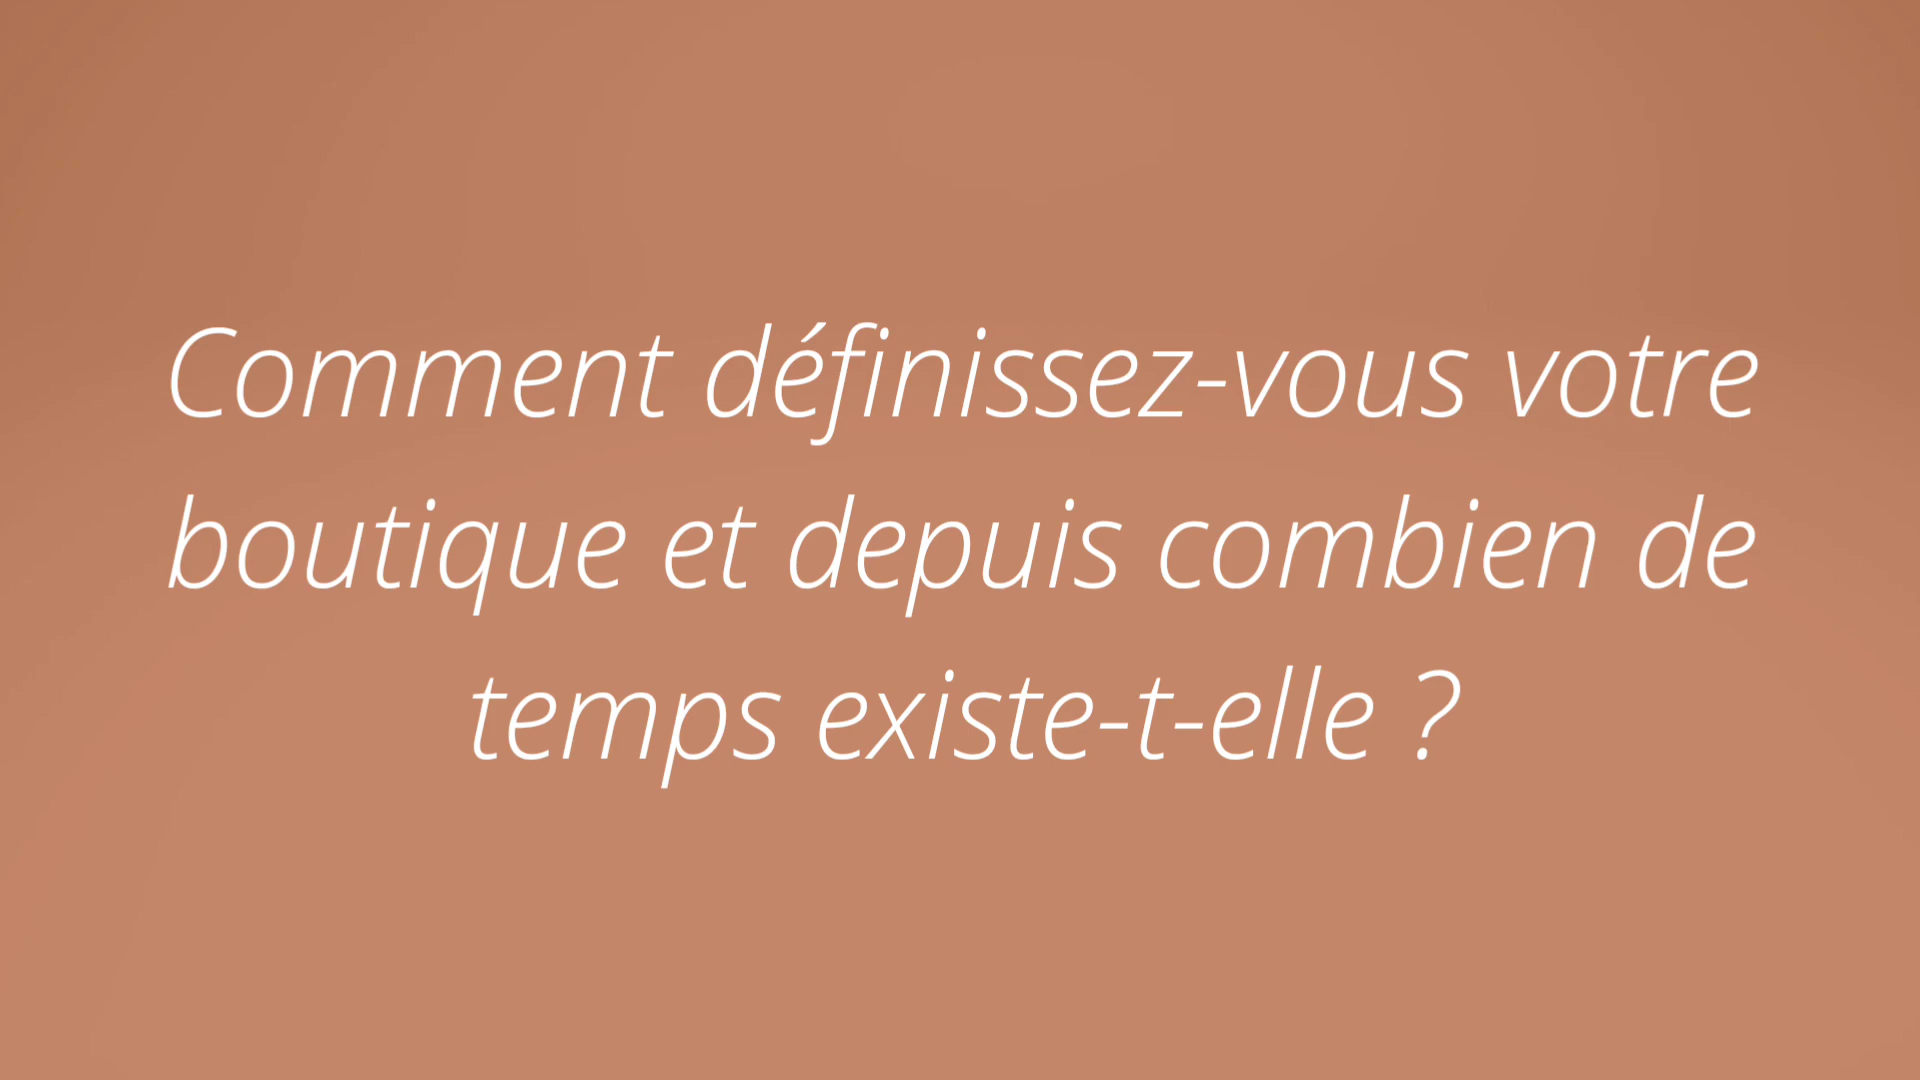 Comment définissez-vous votre
boutique et depuis combien de
temps existe-t-elle ?